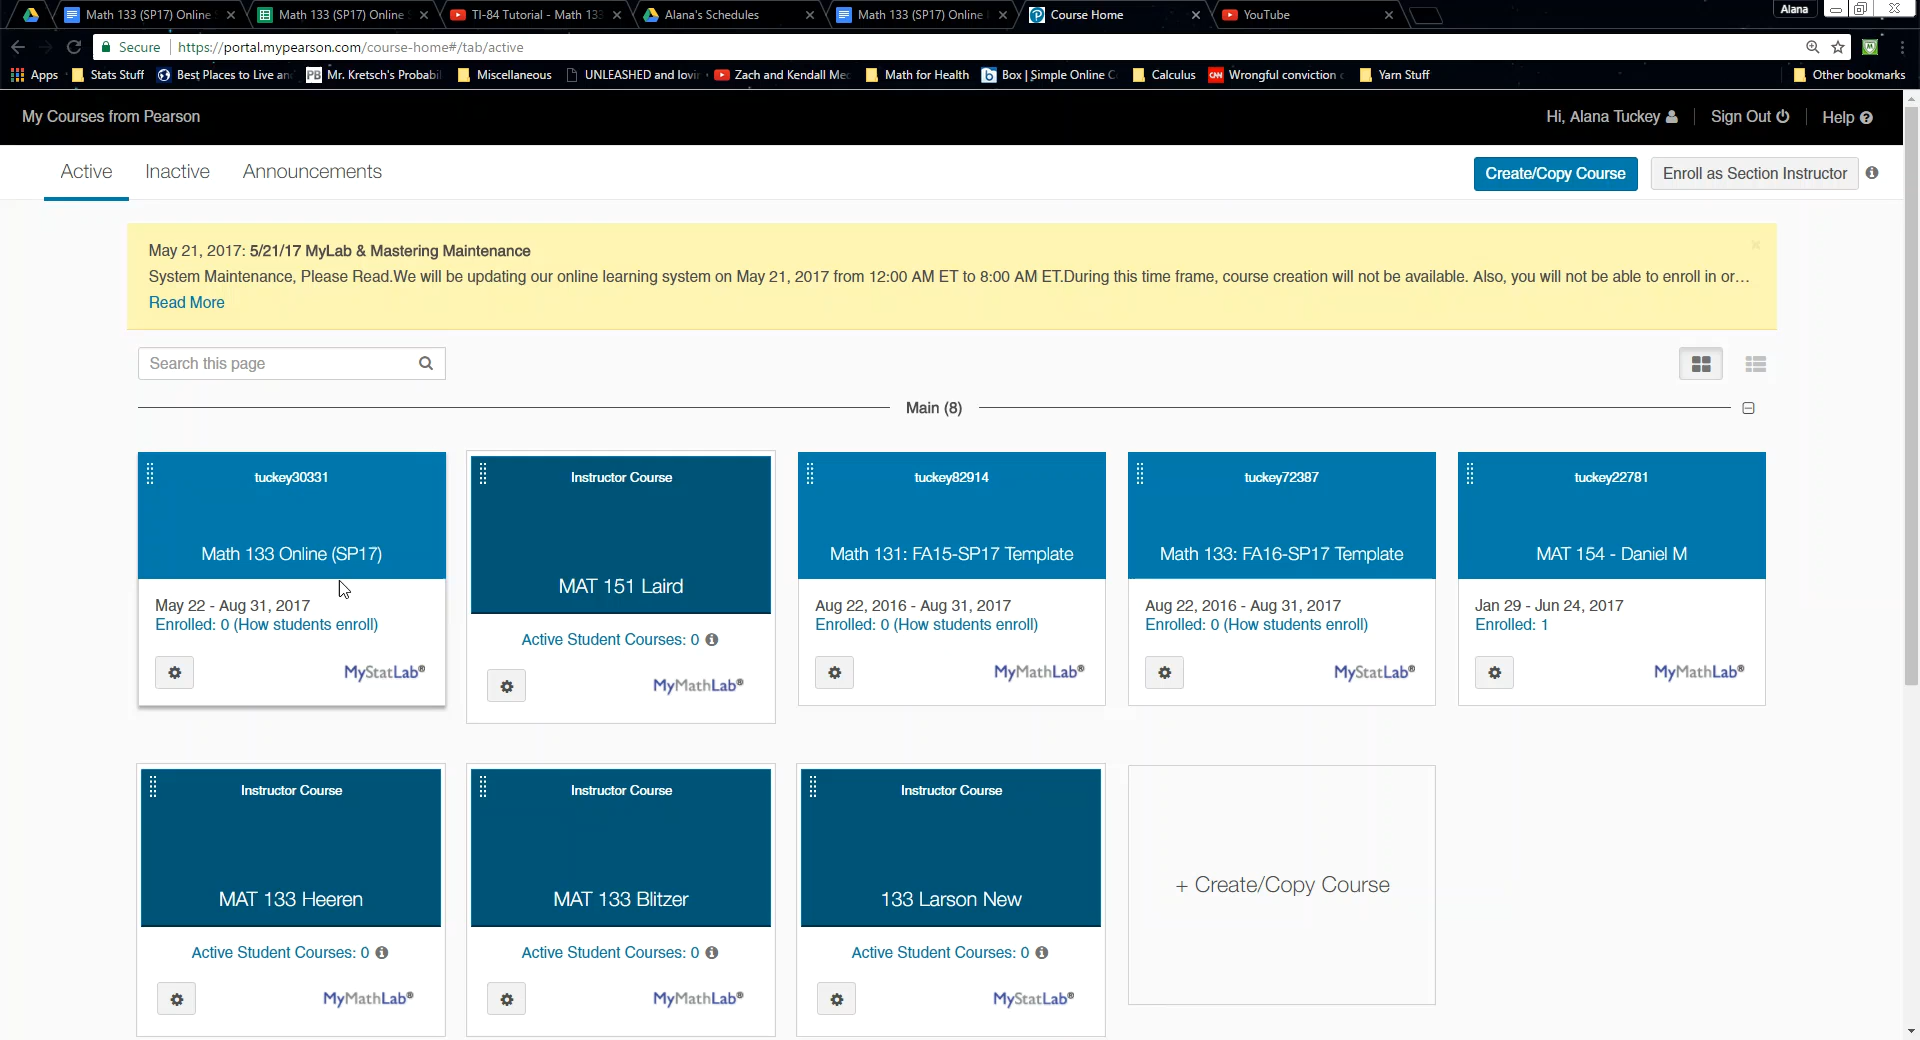 Math 133 (SP17) Online
Math 133 (SP17) Online
TI-84 Tutorial - Math 133
Alana's Schedules
Math 133 (SP17) Online
Course Home
YouTube
Alana
Secure
https://portal.mypearson.com/course-home#/tab/active
Apps
Stats Stuff
Best Places to Live an
PB Mr. Kretsch's Probabil
Miscellaneous
UNLEASHED and lovin
Zach and Kendall Me
Math for Health
Box | Simple Online C
Calculus
CNN Wrongful conviction
Yarn Stuff
Other bookmarks
My Courses from Pearson
Hi, Alana Tuckey
Sign Out
Help
Active
Inactive
Announcements
Create/Copy Course
Enroll as Section Instructor
May 21, 2017: 5/21/17 MyLab & Mastering Maintenance
System Maintenance, Please Read.We will be updating our online learning system on May 21, 2017 from 12:00 AM ET to 8:00 AM ET.During this time frame, course creation will not be available. Also, you will not be able to enroll in or...
Read More
Search this page
Main (8)
tuckey30331
Math 133 Online (SP17)
May 22 - Aug 31, 2017
Enrolled: 0 (How students enroll)
MyStatLab®
Instructor Course
MAT 151 Laird
Active Student Courses: 0
MyMathLab®
tuckey82914
Math 131: FA15-SP17 Template
Aug 22, 2016 - Aug 31, 2017
Enrolled: 0 (How students enroll)
MyMathLab®
tuckey72387
Math 133: FA16-SP17 Template
Aug 22, 2016 - Aug 31, 2017
Enrolled: 0 (How students enroll)
MyStatLab®
tuckey22781
MAT 154 - Daniel M
Jan 29 - Jun 24, 2017
Enrolled: 1
MyMathLab®
Instructor Course
MAT 133 Heeren
Active Student Courses: 0
MyMathLab®
Instructor Course
MAT 133 Blitzer
Active Student Courses: 0
MyMathLab®
Instructor Course
133 Larson New
Active Student Courses: 0
MyStatLab®
+ Create/Copy Course